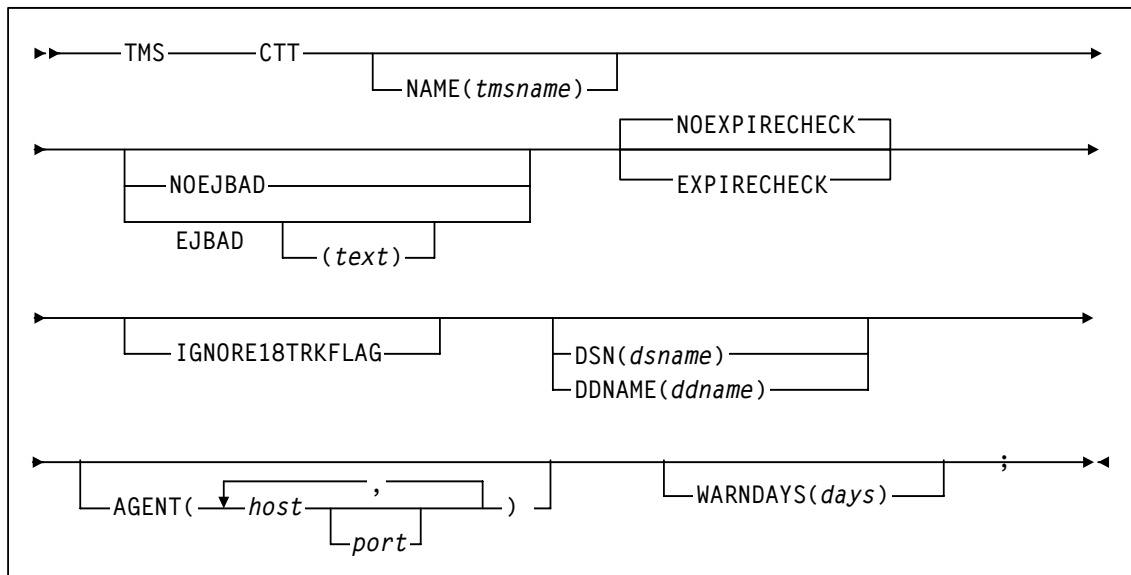 TMS CTT
NAME(tmsname)
NOEXPIRECHECK
NOEJBAD
EXPIRECHECK
EJBAD
(text)
IGNORE18TRKFLAG
DSN(dsname)
DDNAME(ddname)
,
;
AGENT( host )
WARNDAYS(days)
port